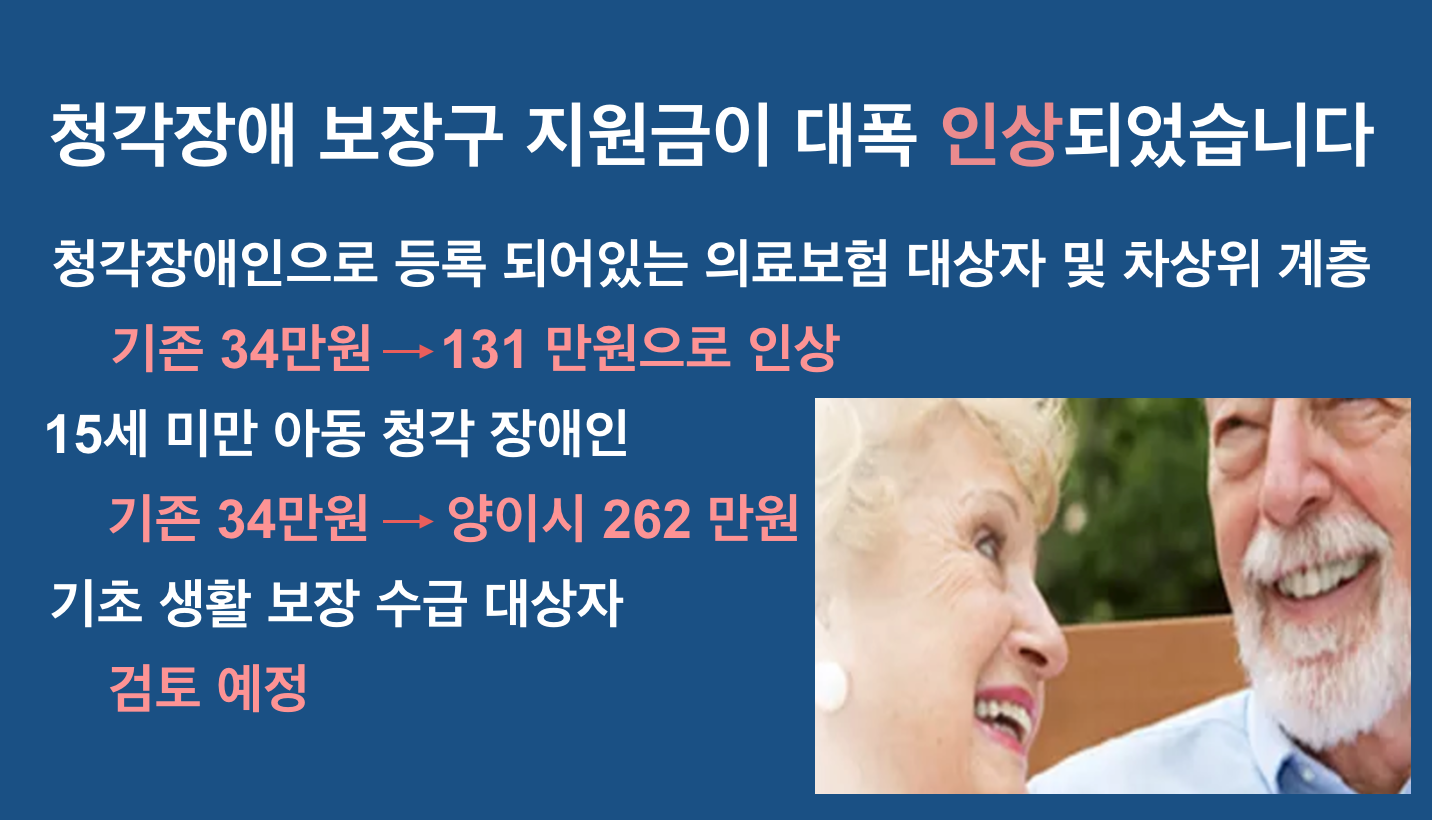 청각장애 보장구 지원금이 대폭 인상되었습니다
청각장애인으로 등록 되어있는 의료보험 대상자 및 차상위 계층
기존 34만원 → 131 만원으로 인상
15세 미만 아동 청각 장애인
기존 34만원 → 양이시 262 만원
기초 생활 보장 수급 대상자
검토 예정